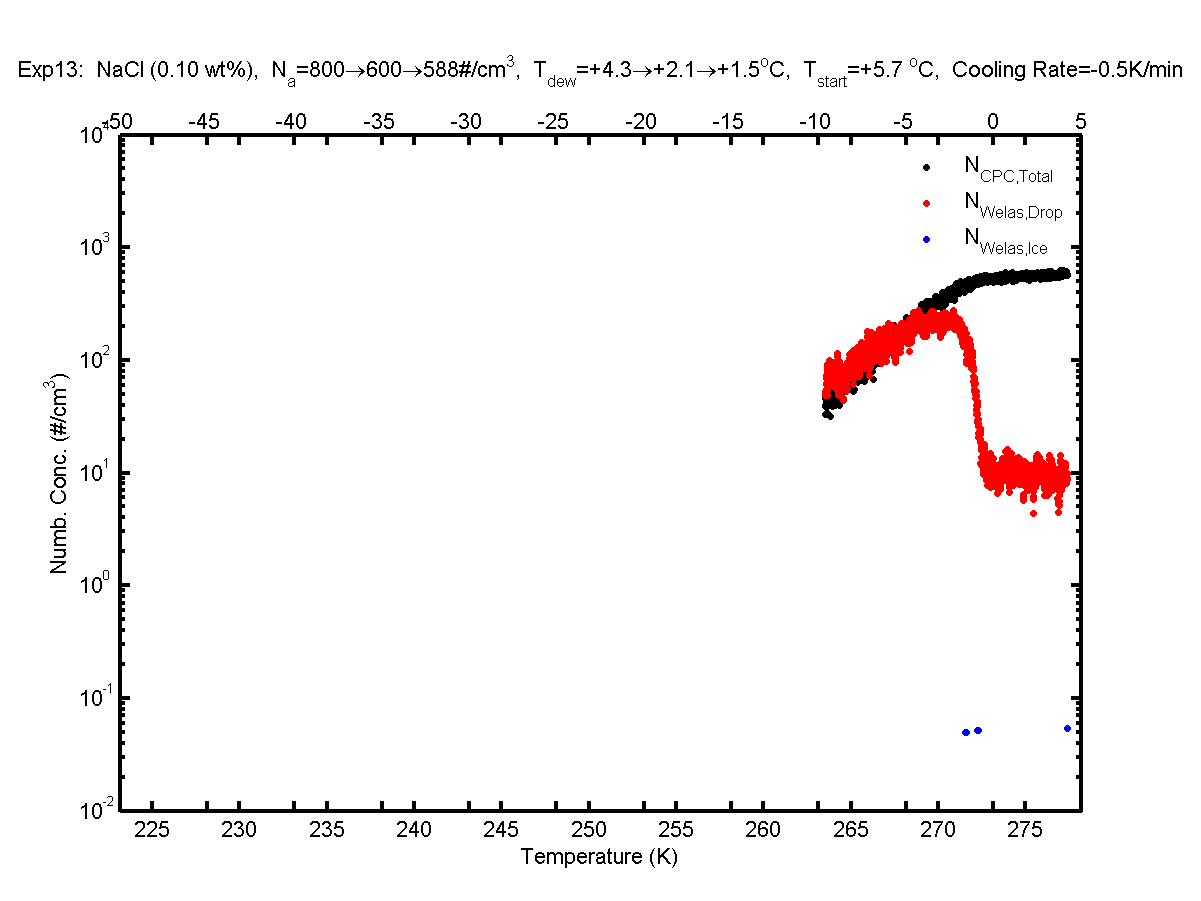 Exp13: NaCl (0.10 wt%), Na=800→600→588#/cm³, Tdew=+4.3→+2.1→+1.5°C, Tstart=+5.7 °C, Cooling Rate=-0.5K/min
-50 -45 -40 -35 -30 -25 -20 -15 -10 -5 0 5
10⁴
NCPC,Total
NWelas,Drop
NWelas,Ice
10³
10²
10¹
10⁰
10⁻¹
10⁻²
Numb. Conc. (#/cm³)
225 230 235 240 245 250 255 260 265 270 275
Temperature (K)